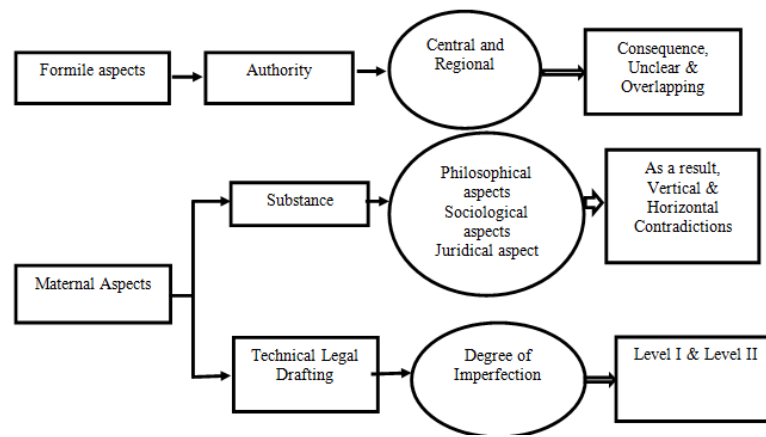 Formile aspects
Authority
Central and
Regional
Consequence,
Unclear &
Overlapping
Maternal Aspects
Substance
Philosophical
aspects
Sociological
aspects
Juridical aspect
As a result,
Vertical &
Horizontal
Contradictions
Technical Legal
Drafting
Degree of
Imperfection
Level I & Level II